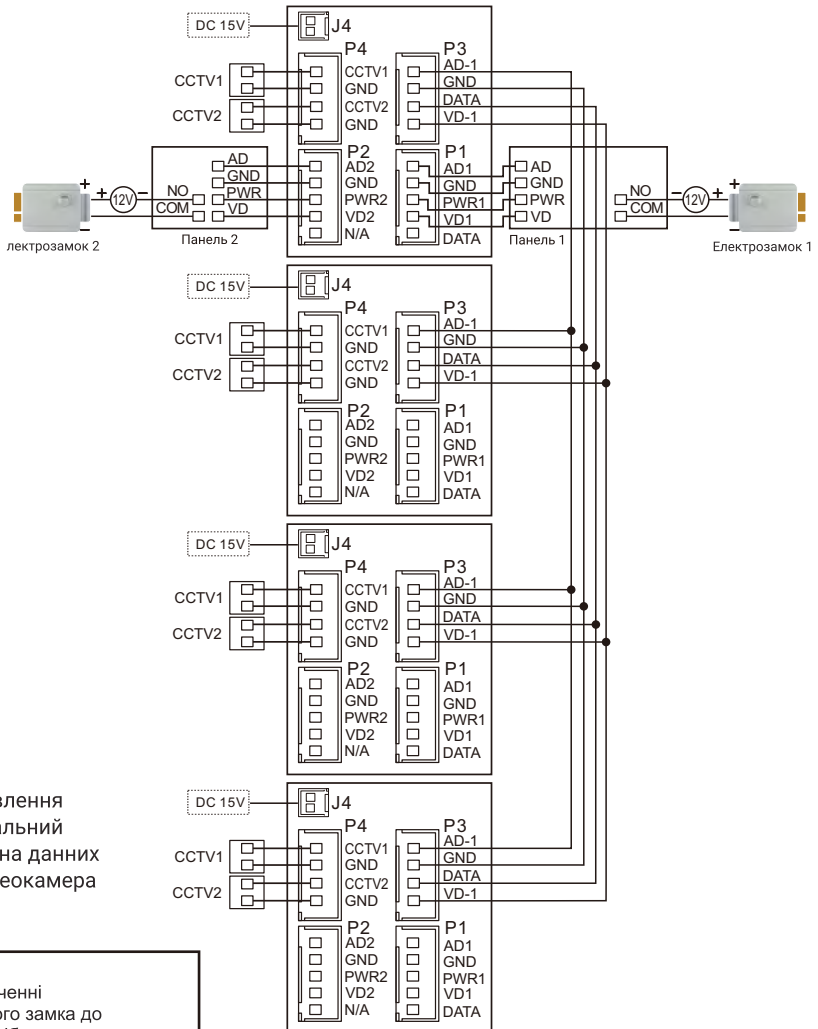 DC 15V
J4
P4
P3
CCTV1
GND
CCTV2
GND
AD-1
GND
DATA
VD-1
CCTV1
CCTV2
P2
AD2
GND
PWR2
VD2
N/A
P1
AD1
GND
PWR1
VD1
DATA
AD
GND
PWR
VD
NO
COM
Панель 2
+ 12V -
+
-
лектрозамок 2
AD
GND
PWR
VD
NO
COM
Панель 1
- 12V +
+
-
Електрозамок 1
DC 15V
J4
P4
P3
CCTV1
GND
CCTV2
GND
AD-1
GND
DATA
VD-1
CCTV1
CCTV2
P2
AD2
GND
PWR2
VD2
N/A
P1
AD1
GND
PWR1
VD1
DATA
DC 15V
J4
P4
P3
CCTV1
GND
CCTV2
GND
AD-1
GND
DATA
VD-1
CCTV1
CCTV2
P2
AD2
GND
PWR2
VD2
N/A
P1
AD1
GND
PWR1
VD1
DATA
DC 15V
J4
P4
P3
CCTV1
GND
CCTV2
GND
AD-1
GND
DATA
VD-1
CCTV1
CCTV2
P2
AD2
GND
PWR2
VD2
N/A
P1
AD1
GND
PWR1
VD1
DATA
влення
альний
на данних
еокамера
ченні
ого замка до